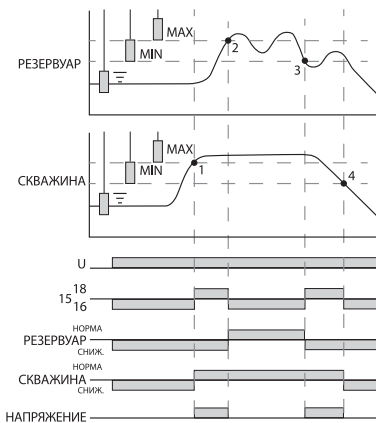 MAX
MIN
РЕЗЕРВУАР
2
3
MAX
MIN
СКВАЖИНА
1
4
U
15 18
16
РЕЗЕРВУАР НОРМА
СНИЖ.
СКВАЖИНА НОРМА
СНИЖ.
НАПРЯЖЕНИЕ